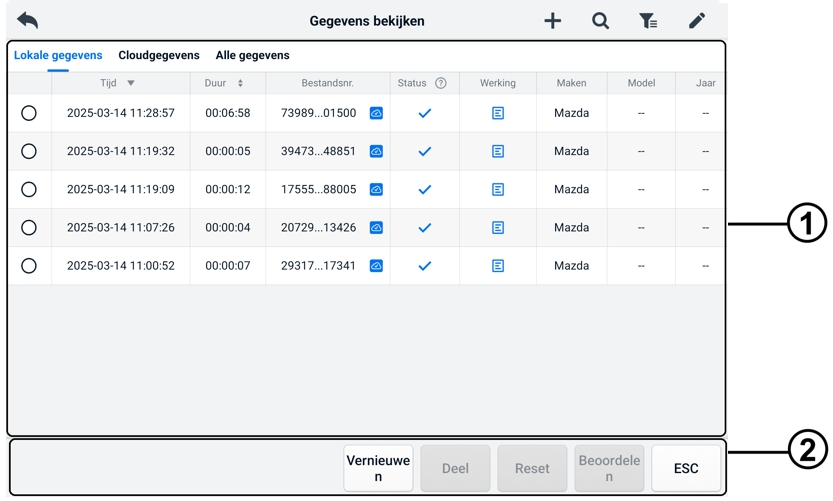 Gegevens bekijken
Lokale gegevens Cloudgegevens Alle gegevens
Tijd Duur Bestandsnr. Status ? Werking Maken Model Jaar
2025-03-14 11:28:57 00:06:58 73989...01500 Mazda -- --
2025-03-14 11:19:32 00:00:05 39473...48851 Mazda -- --
2025-03-14 11:19:09 00:00:12 17555...88005 Mazda -- --
2025-03-14 11:07:26 00:00:04 20729...13426 Mazda -- --
2025-03-14 11:00:52 00:00:07 29317...17341 Mazda -- --
1
Vernieuwe
n
Deel
Reset
Beoordele
n
ESC
2